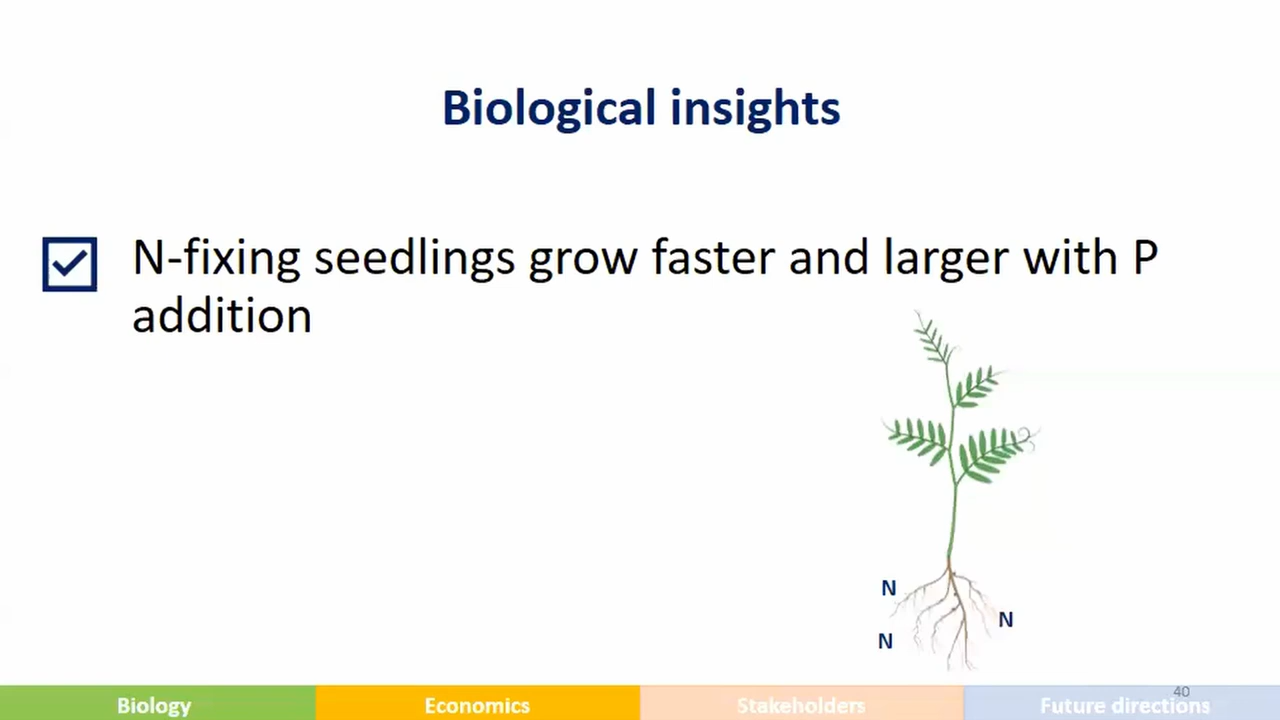 Biological insights
N-fixing seedlings grow faster and larger with P
addition
N
N
N
40
Biology
Economics
Stakeholders
Future directions